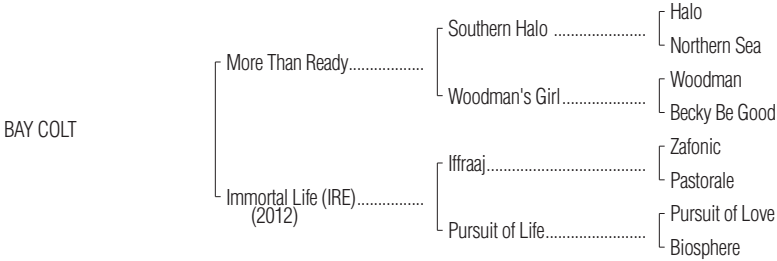 BAY COLT
More Than Ready..................
Immortal Life (IRE)................
(2012)
Southern Halo ......................
Woodman's Girl....................
Iffraaj.....................................
Pursuit of Life........................
Halo
Northern Sea
Woodman
Becky Be Good
Zafonic
Pastorale
Pursuit of Love
Biosphere